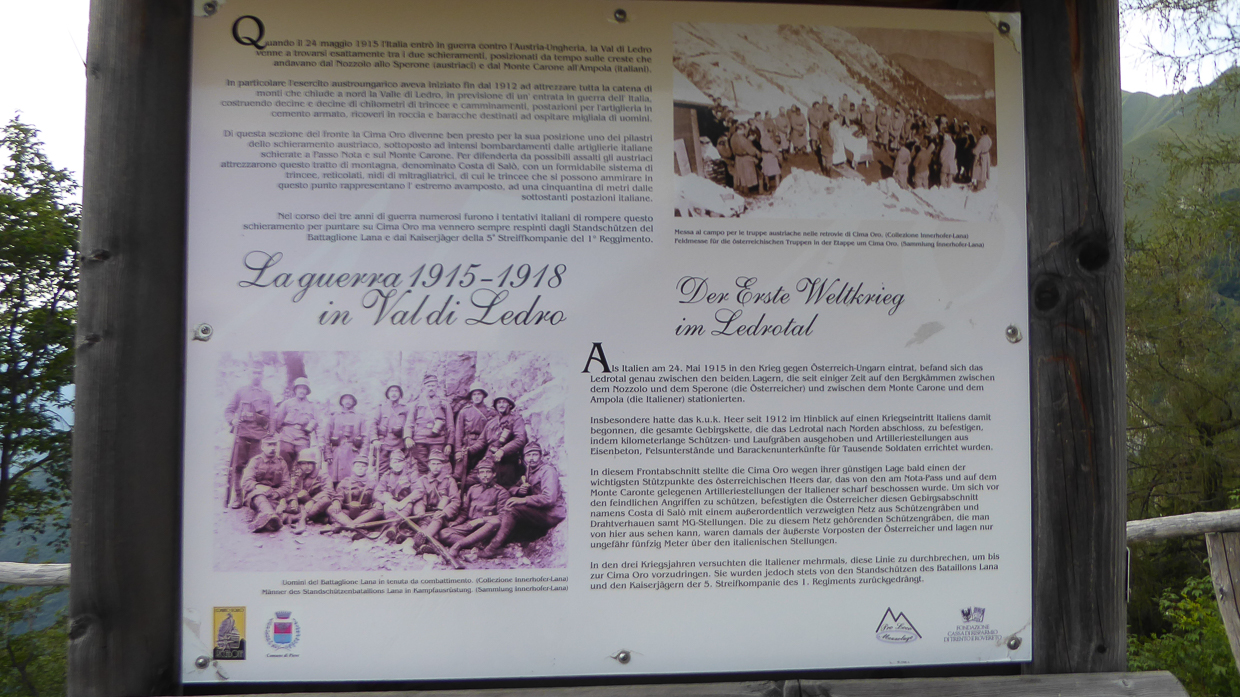 Quando il 24 maggio 1915 l'Italia entrò in guerra contro l'Austria-Ungheria, la Val di Ledro
venne a trovarsi esattamente tra i due schieramenti, posizionati da tempo sulle creste che
andavano dal Mozzolo allo Sperone (austriaci) e dal Monte Carone all'Ampola (italiani).
In particolare l'esercito austroungarico aveva iniziato fin dal 1912 ad attrezzare tutta la catena di
monti che chiude a nord la Valle di Ledro, in previsione di un' entrata in guerra dell' Italia,
costruendo decine e decine di chilometri di trincee e camminamenti, postazioni per l'artiglieria in
cemento armato, ricoveri in roccia e baracche destinati ad ospitare migliaia di uomini.
Di questa sezione del fronte la Cima Oro divenne ben presto per la sua posizione uno dei pilastri
dello schieramento austriaco, sottoposto ad intensi bombardamenti dalle artiglierie italiane
schierate a Passo Nota e sul Monte Carone. Per difenderla da possibili assalti gli austriaci
attrezzarono questo tratto di montagna, denominato Costa di Salò, con un formidabile sistema di
trincee, reticolati, nidi di mitragliatrici, di cui le trincee che si possono ammirare in
questo punto rappresentano l' estremo avamposto, ad una cinquantina di metri dalle
sottostanti postazioni italiane.
Nel corso dei tre anni di guerra numerosi furono i tentativi italiani di rompere questo
schieramento per puntare su Cima Oro ma vennero sempre respinti dagli Standschützen del
Battaglione Lana e dai Kaiserjäger della 5ª Streifkompanie del 1° Reggimento.
Messa al campo per le truppe austriache nelle retrovie di Cima Oro. (Collezione Innerhofer-Lana)
Feldmesse für die österreichischen Truppen in der Etappe um Cima Oro. (Sammlung Innerhofer-Lana)
La guerra 1915-1918
in Val di Ledro
Der Erste Weltkrieg
im Ledrotal
Als Italien am 24. Mai 1915 in den Krieg gegen Österreich-Ungarn eintrat, befand sich das
Ledrotal genau zwischen den beiden Lagern, die seit einiger Zeit auf den Bergkämmen zwischen
dem Mozzolo und dem Sperone (die Österreicher) und zwischen dem Monte Carone und dem
Ampola (die Italiener) stationierten.
Insbesondere hatte das k.u.k. Heer seit 1912 im Hinblick auf einen Kriegseintritt Italiens damit
begonnen, die gesamte Gebirgskette, die das Ledrotal nach Norden abschloss, zu befestigen,
indem kilometerlange Schützen- und Laufgräben ausgehoben und Artilleriestellungen aus
Eisenbeton, Felsunterstände und Barackenunterkünfte für Tausende Soldaten errichtet wurden.
In diesem Frontabschnitt stellte die Cima Oro wegen ihrer günstigen Lage bald einen der
wichtigsten Stützpunkte des österreichischen Heers dar, das von den am Nota-Pass und auf dem
Monte Caronte gelegenen Artilleriestellungen der Italiener scharf beschossen wurde. Um sich vor
den feindlichen Angriffen zu schützen, befestigten die Österreicher diesen Gebirgsabschnitt
namens Costa di Salò mit einem außerordentlich verzweigten Netz aus Schützengräben und
Drahtverhauen samt MG-Stellungen. Die zu diesem Netz gehörenden Schützengräben, die man
von hier aus sehen kann, waren damals der äußerste Vorposten der Österreicher und lagen nur
ungefähr fünfzig Meter über den italienischen Stellungen.
In den drei Kriegsjahren versuchten die Italiener mehrmals, diese Linie zu durchbrechen, um bis
zur Cima Oro vorzudringen. Sie wurden jedoch stets von den Standschützen des Bataillons Lana
und den Kaiserjägern der 5. Streifkompanie des 1. Regiments zurückgedrängt.
Uomini del Battaglione Lana in tenuta da combattimento. (Collezione Innerhofer-Lana)
Männer des Standschützenbataillons Lana in Kampfausrüstung. (Sammlung Innerhofer-Lana)
FONDAZIONE
CASSA DI RISPARMIO
DI TRENTO E ROVERETO